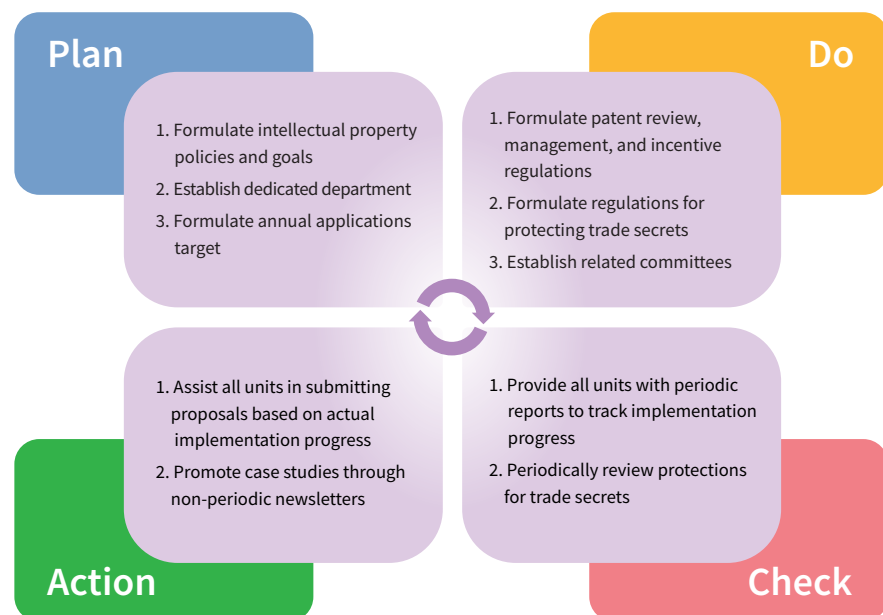 Plan
1. Formulate intellectual property
policies and goals
2. Establish dedicated department
3. Formulate annual applications
target
Do
1. Formulate patent review,
management, and incentive
regulations
2. Formulate regulations for
protecting trade secrets
3. Establish related committees
1. Assist all units in submitting
proposals based on actual
implementation progress
2. Promote case studies through
non-periodic newsletters
Action
1. Provide all units with periodic
reports to track implementation
progress
2. Periodically review protections
for trade secrets
Check